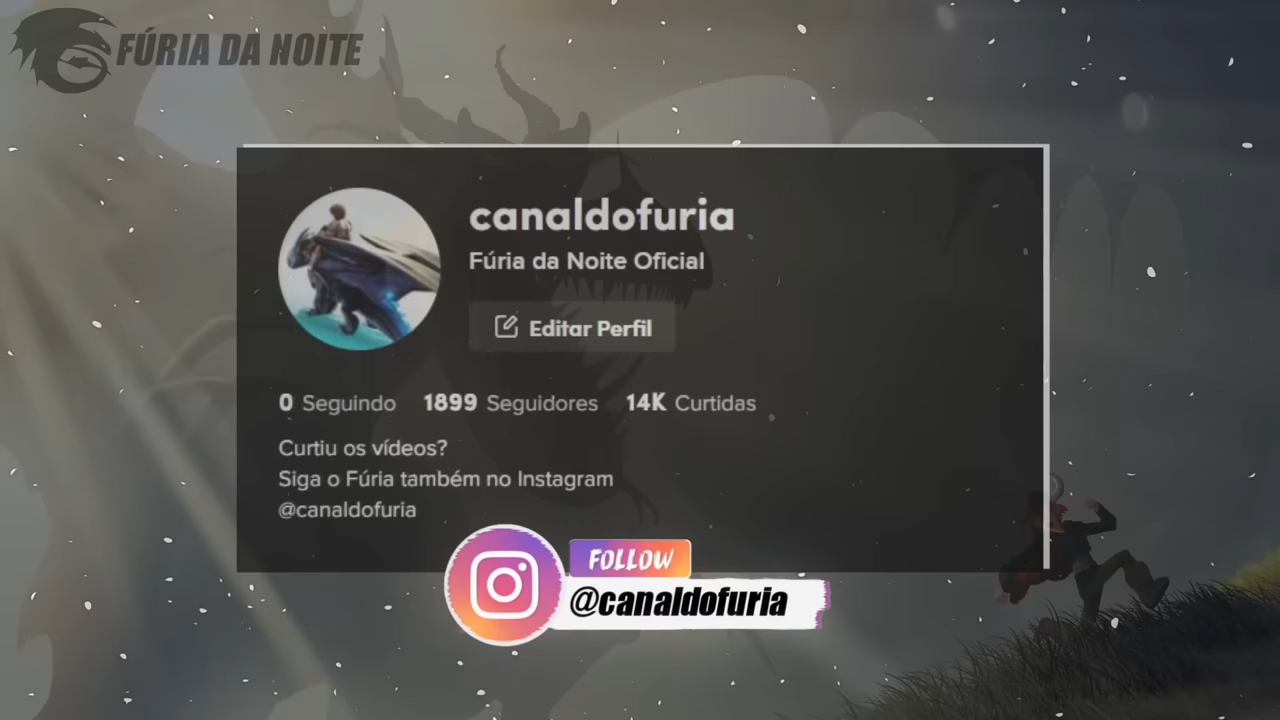 FÚRIA DA NOITE
canaldofuria
Fúria da Noite Oficial
Editar Perfil
0 Seguindo 1899 Seguidores 14K Curtidas
Curtiu os vídeos?
Siga o Fúria também no Instagram
@canaldofuria
FOLLOW
@canaldofuria